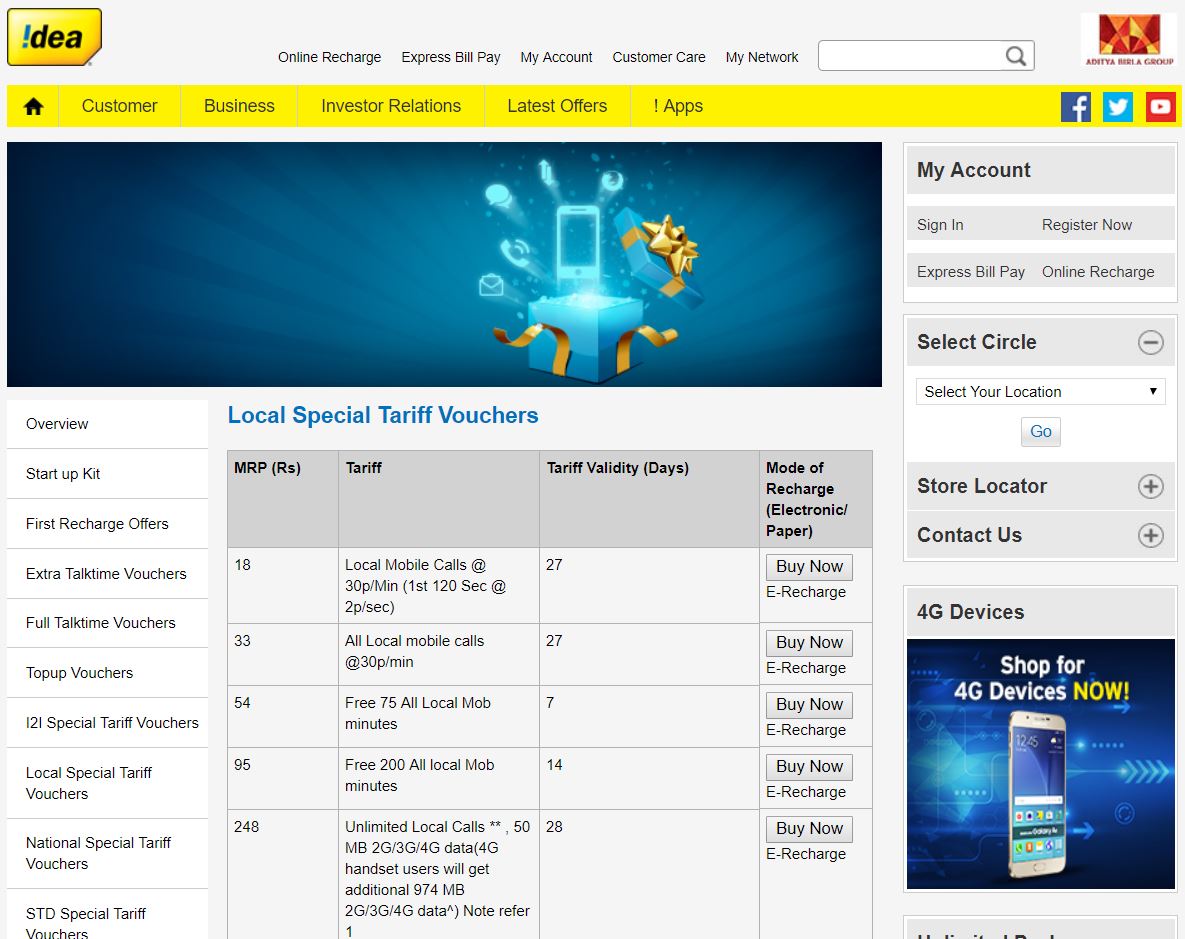 !dea
ADITYA BIRLA GROUP
Online Recharge Express Bill Pay My Account Customer Care My Network
Customer Business Investor Relations Latest Offers ! Apps
My Account
Sign In Register Now
Express Bill Pay Online Recharge
Select Circle
Select Your Location
Go
Store Locator
Contact Us
4G Devices
Shop for
4G Devices NOW!
12:45
SAMSUNG Galaxy A8
Overview
Start up Kit
First Recharge Offers
Extra Talktime Vouchers
Full Talktime Vouchers
Topup Vouchers
I2I Special Tariff Vouchers
Local Special Tariff
Vouchers
National Special Tariff
Vouchers
STD Special Tariff
Vouchers
Local Special Tariff Vouchers
MRP (Rs) Tariff Tariff Validity (Days) Mode of
Recharge
(Electronic/
Paper)
18 Local Mobile Calls @ 27 Buy Now
30p/Min (1st 120 Sec @ E-Recharge
2p/sec)
33 All Local mobile calls 27 Buy Now
@30p/min E-Recharge
54 Free 75 All Local Mob 7 Buy Now
minutes E-Recharge
95 Free 200 All local Mob 14 Buy Now
minutes E-Recharge
248 Unlimited Local Calls ** , 50 28 Buy Now
MB 2G/3G/4G data(4G E-Recharge
handset users will get
additional 974 MB
2G/3G/4G data^) Note refer
1